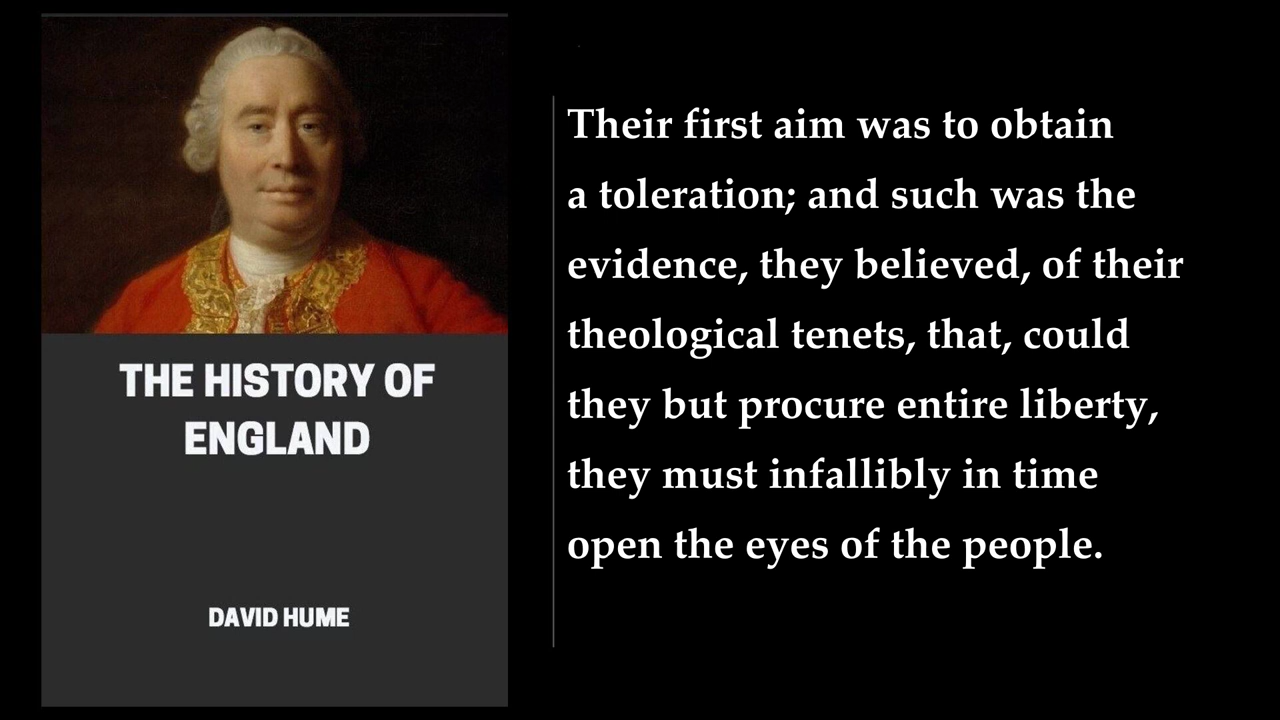 THE HISTORY OF
ENGLAND
DAVID HUME
Their first aim was to obtain
a toleration; and such was the
evidence, they believed, of their
theological tenets, that, could
they but procure entire liberty,
they must infallibly in time
open the eyes of the people.